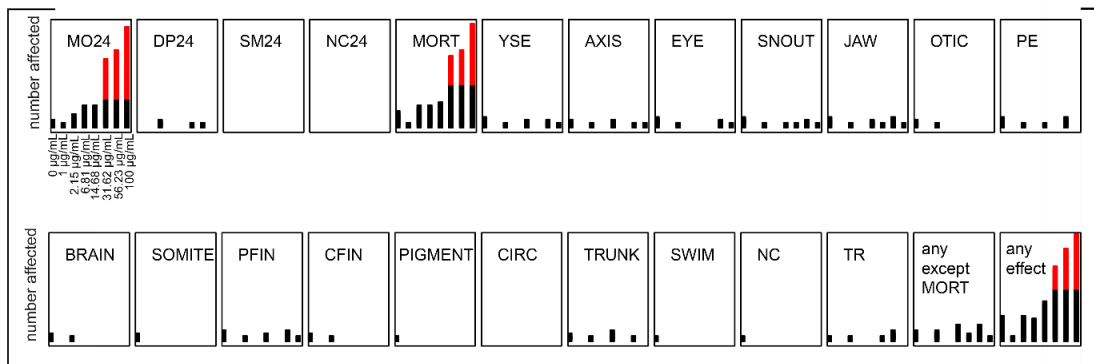 number affected
MO24
DP24
SM24
NC24
MORT
YSE
AXIS
EYE
SNOUT
JAW
OTIC
PE
0 µg/mL
1 µg/mL
2.15 µg/mL
6.81 µg/mL
14.68 µg/mL
31.62 µg/mL
56.23 µg/mL
100 µg/mL
number affected
BRAIN
SOMITE
PFIN
CFIN
PIGMENT
CIRC
TRUNK
SWIM
NC
TR
any
except
MORT
any
effect